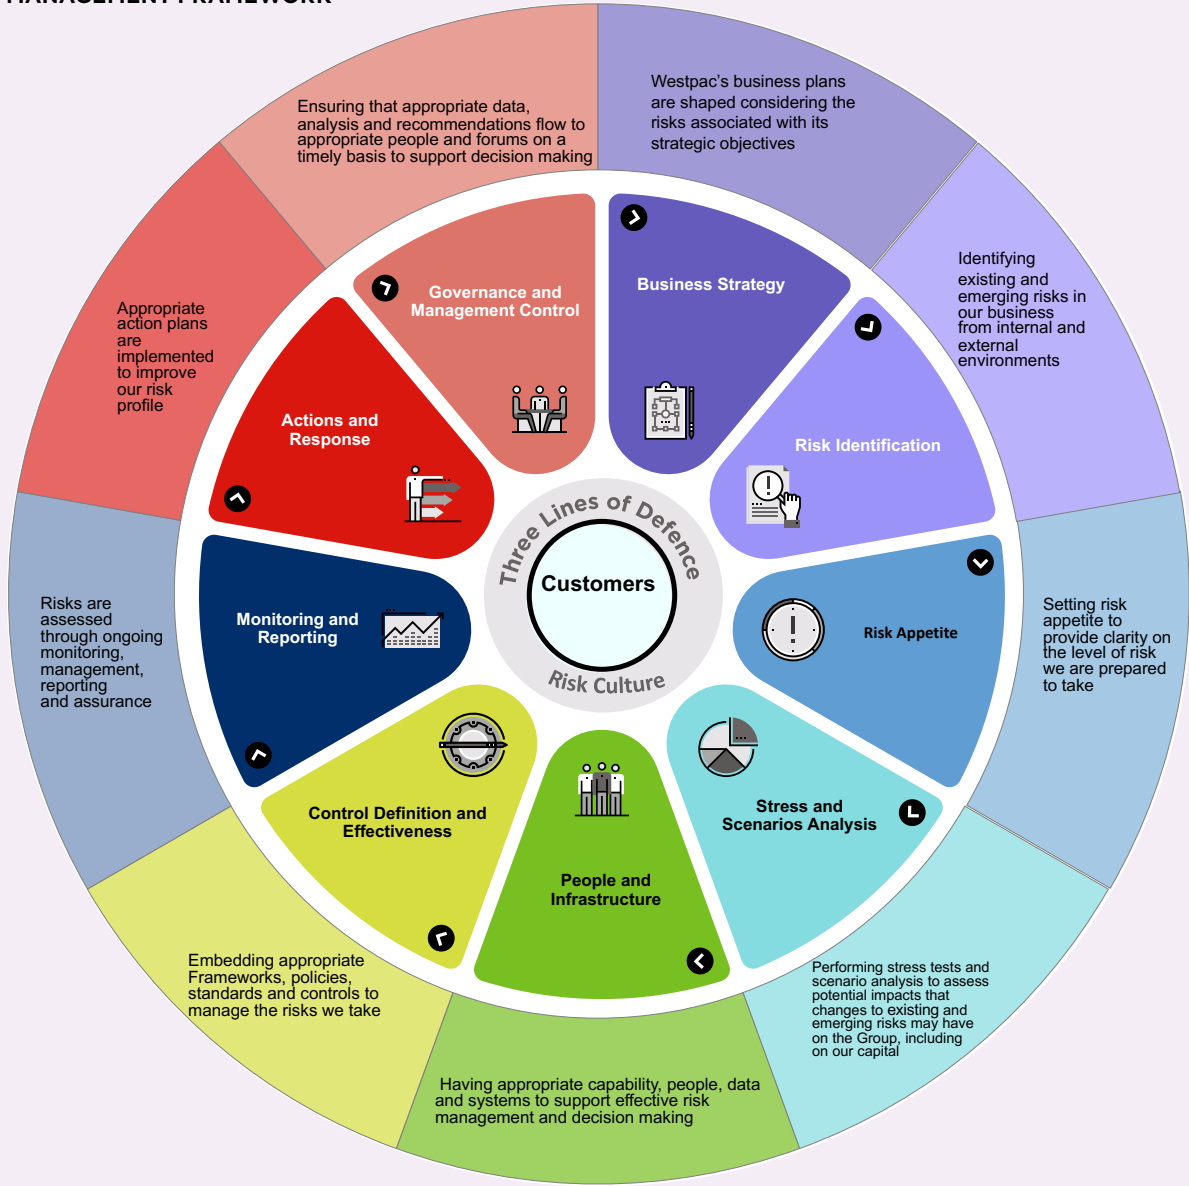 MANAGEMENT FRAMEWORK
Westpac's business plans
are shaped considering the
risks associated with its
strategic objectives
Business Strategy
Identifying
existing and
emerging risks in
our business
from internal and
external
environments
Risk Identification
Setting risk
appetite to
provide clarity on
the level of risk
we are prepared
to take
Risk Appetite
Performing stress tests and
scenario analysis to assess
potential impacts that
changes to existing and
emerging risks may have
on the Group, including
on our capital
Stress and
Scenarios Analysis
Having appropriate capability, people, data
and systems to support effective risk
management and decision making
People and
Infrastructure
Embedding appropriate
Frameworks, policies,
standards and controls to
manage the risks we take
Control Definition and
Effectiveness
Risks are
assessed
through ongoing
monitoring,
management,
reporting
and assurance
Monitoring and
Reporting
Appropriate
action plans
are
implemented
to improve
our risk
profile
Actions and
Response
Ensuring that appropriate data,
analysis and recommendations flow to
appropriate people and forums on a
timely basis to support decision making
Governance and
Management Control
Three Lines of Defence
Customers
Risk Culture